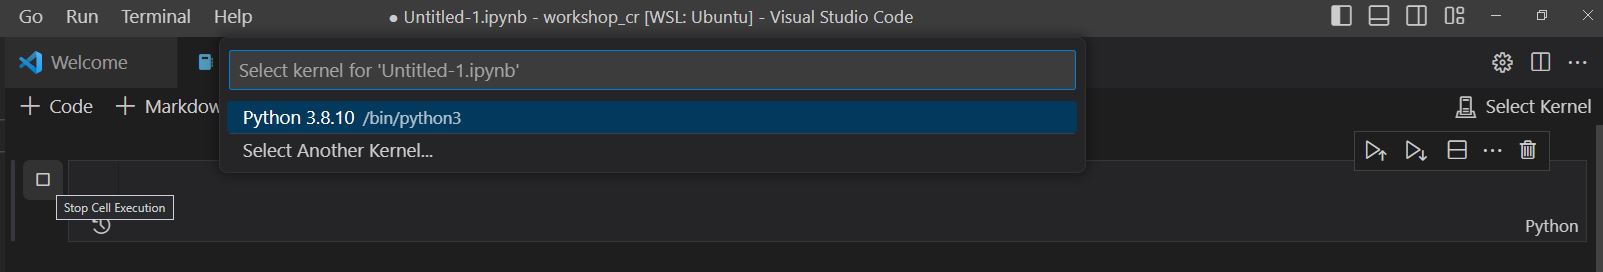 Go Run Terminal Help ● Untitled-1.ipynb - workshop_cr [WSL: Ubuntu] - Visual Studio Code
Welcome
Select kernel for 'Untitled-1.ipynb'
+ Code + Markdow
Python 3.8.10 /bin/python3
Select Kernel
Select Another Kernel...
Stop Cell Execution
Python